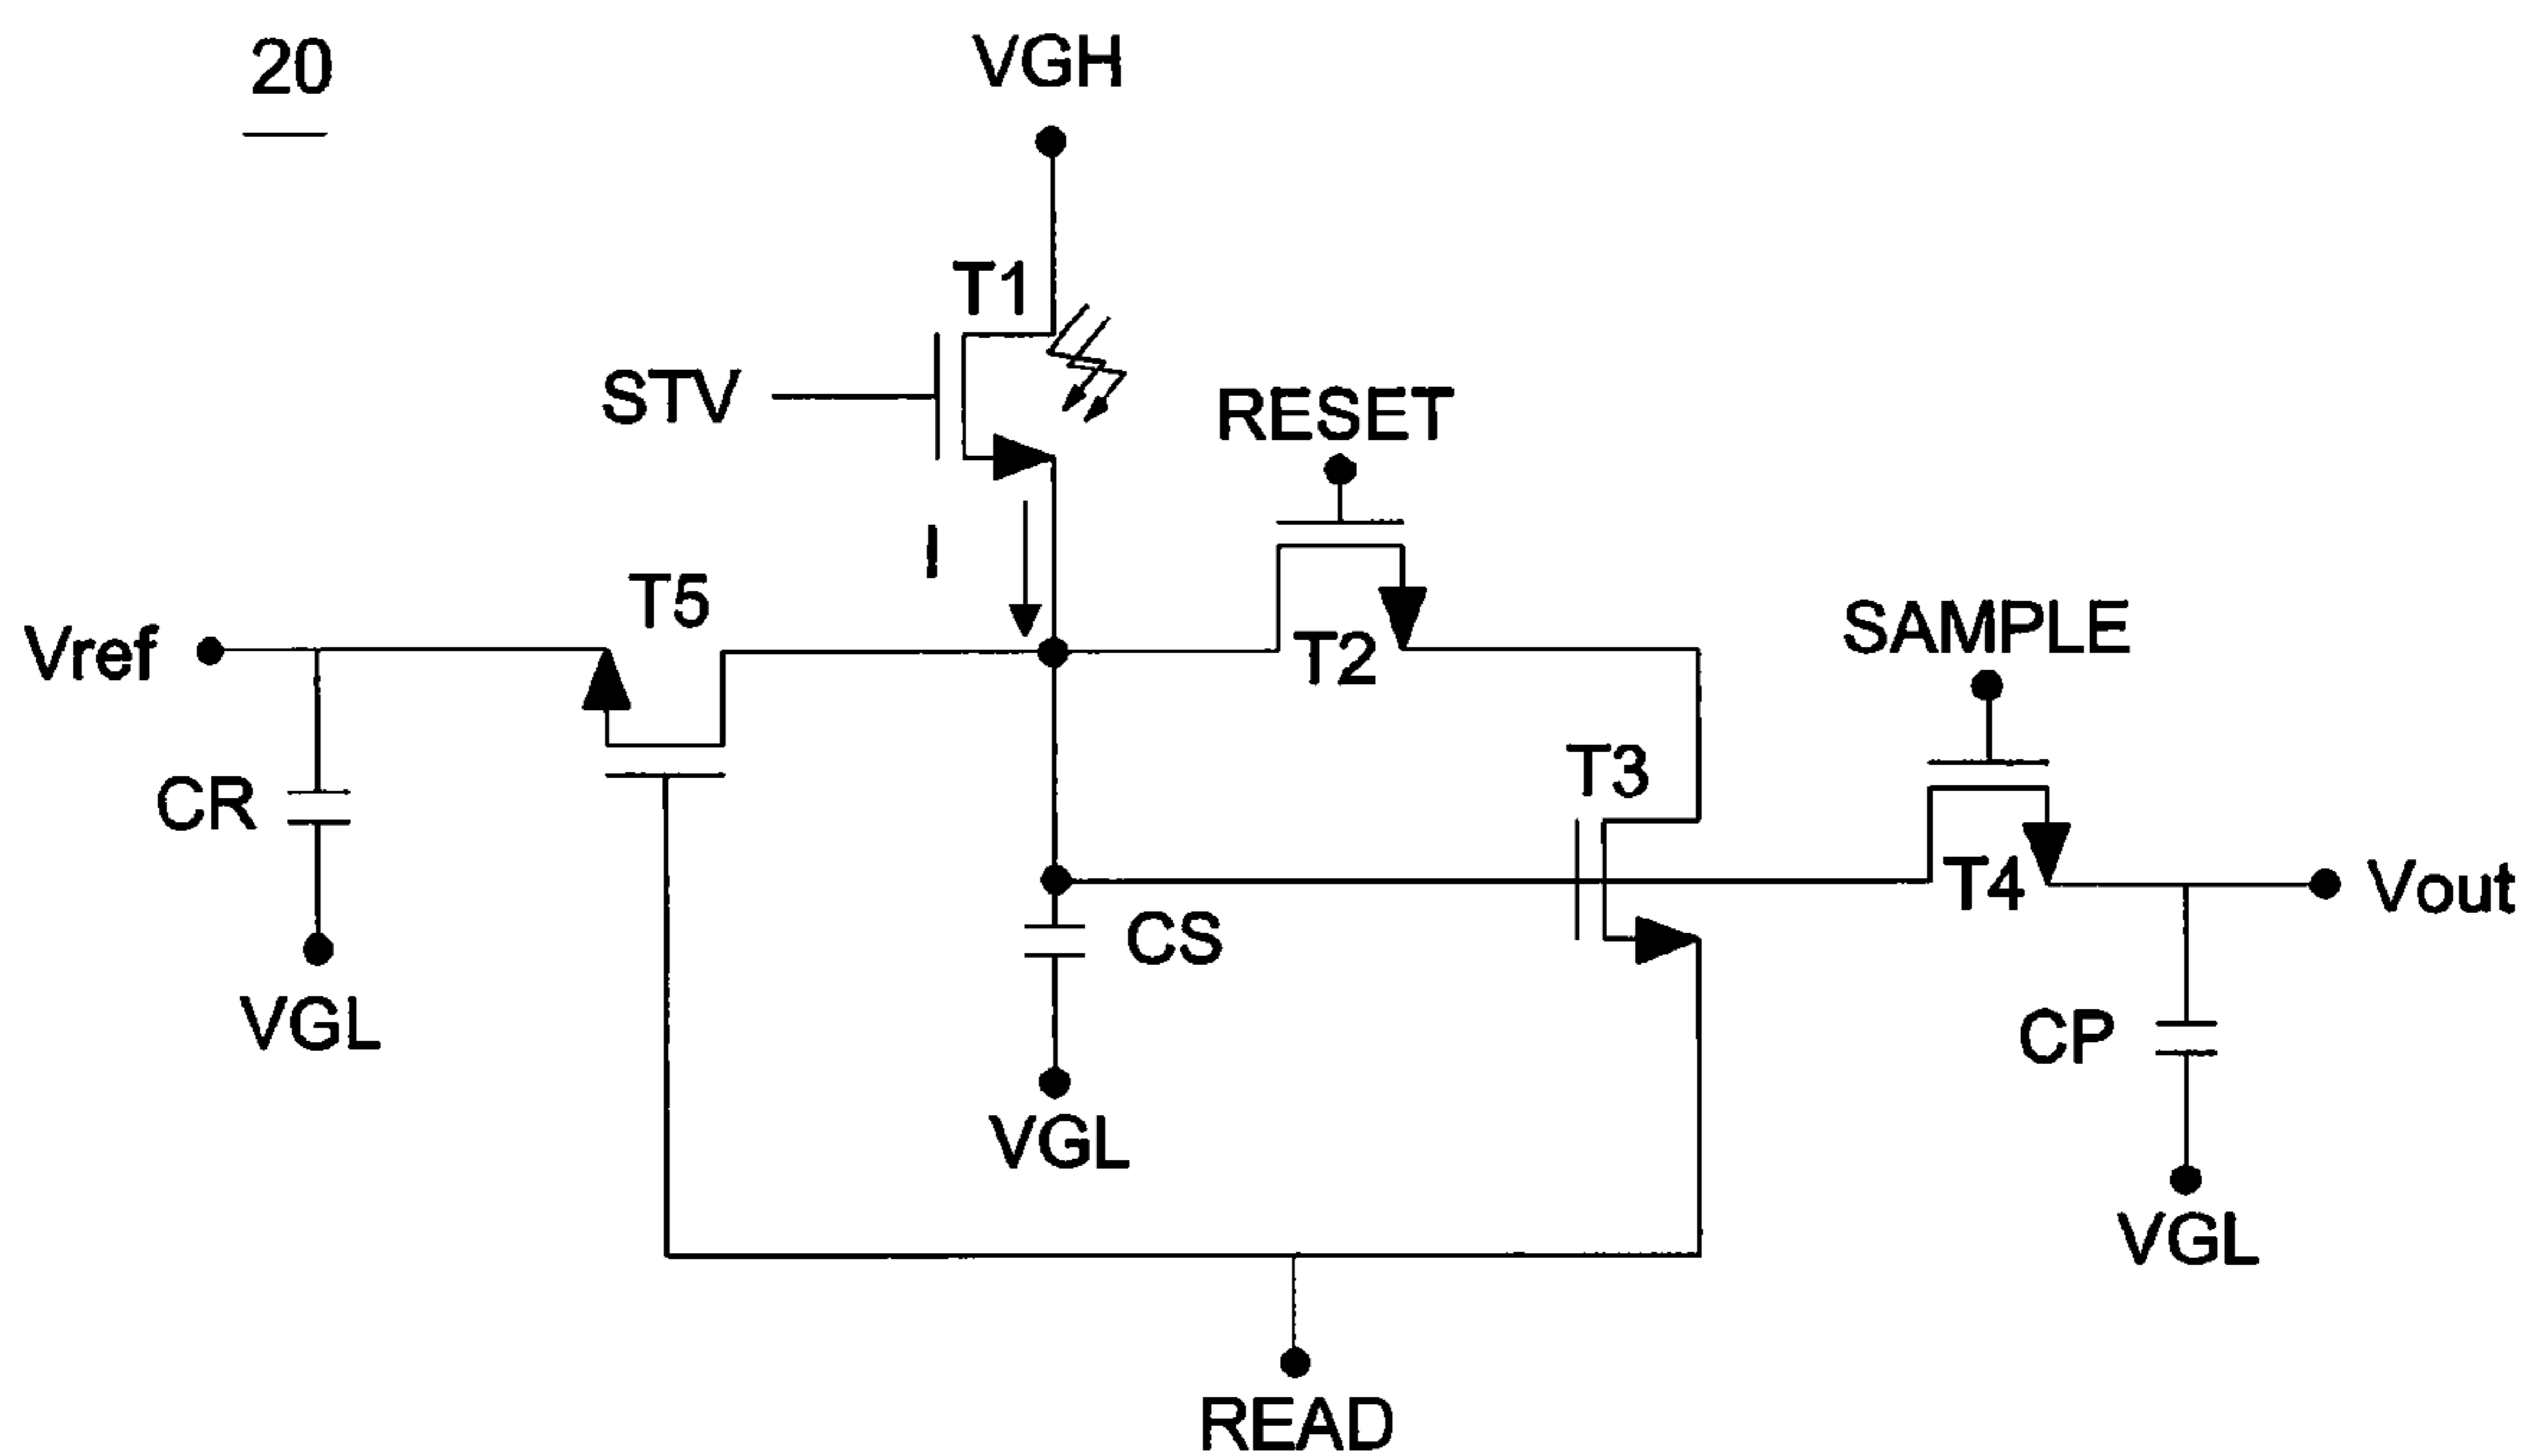 20
VGH
T1
STV
RESET
I
T5
Vref
T2
SAMPLE
CR
T3
T4
Vout
CS
VGL
CP
VGL
VGL
READ